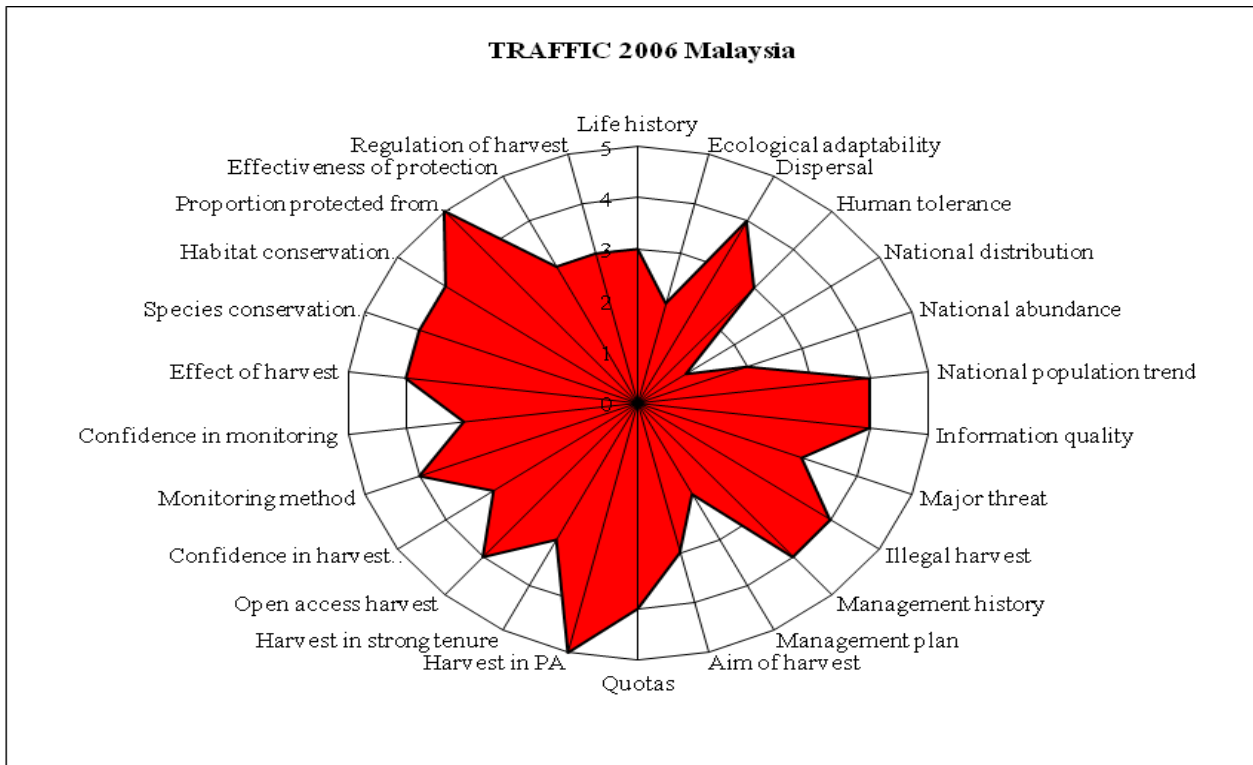 TRAFFIC 2006 Malaysia
Life history
Ecological adaptability
Dispersal
Human tolerance
National distribution
National abundance
National population trend
Information quality
Major threat
Illegal harvest
Management history
Management plan
Aim of harvest
Quotas
Harvest in PA
Harvest in strong tenure
Open access harvest
Confidence in harvest..
Monitoring method
Confidence in monitoring
Effect of harvest
Species conservation..
Habitat conservation..
Proportion protected from..
Effectiveness of protection
Regulation of harvest
5
4
3
2
1
0